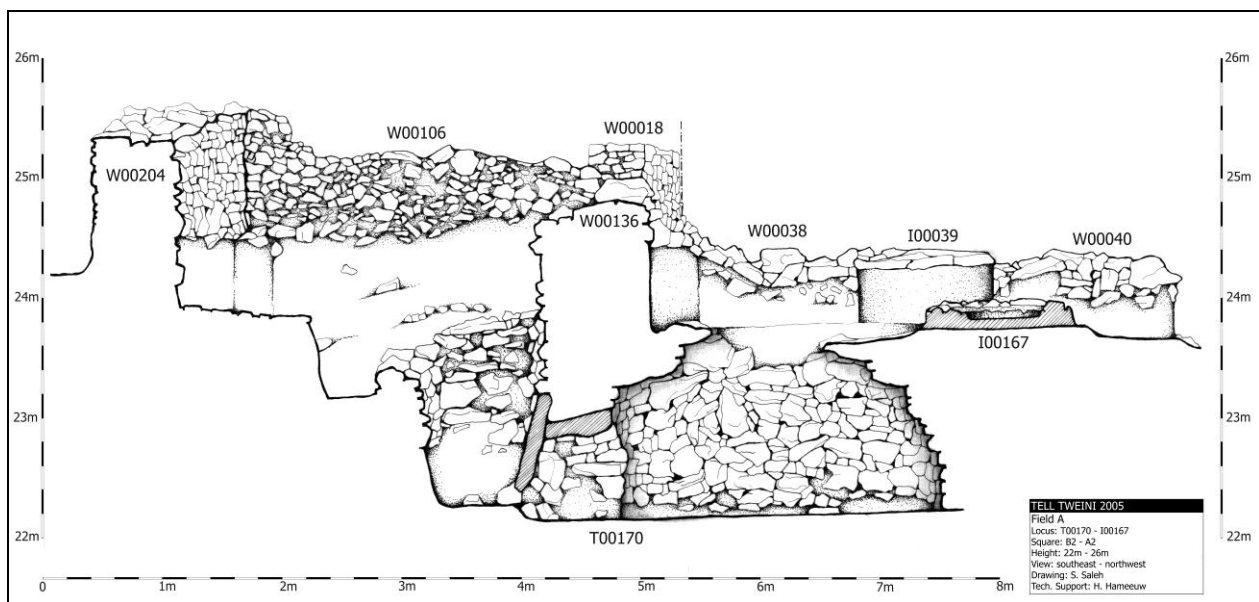 26m
26m
W00106
W00018
W00204
25m
25m
W00136
W00038
I00039
W00040
24m
24m
I00167
23m
23m
TELL TWEINI 2005
Field A
Locus: T00170 - I00167
Square: B2 - A2
Height: 22m - 26m
View: southeast - northwest
Drawing: S. Saleh
Tech. Support: H. Hameeuw
22m
22m
T00170
0 1m 2m 3m 4m 5m 6m 7m 8m